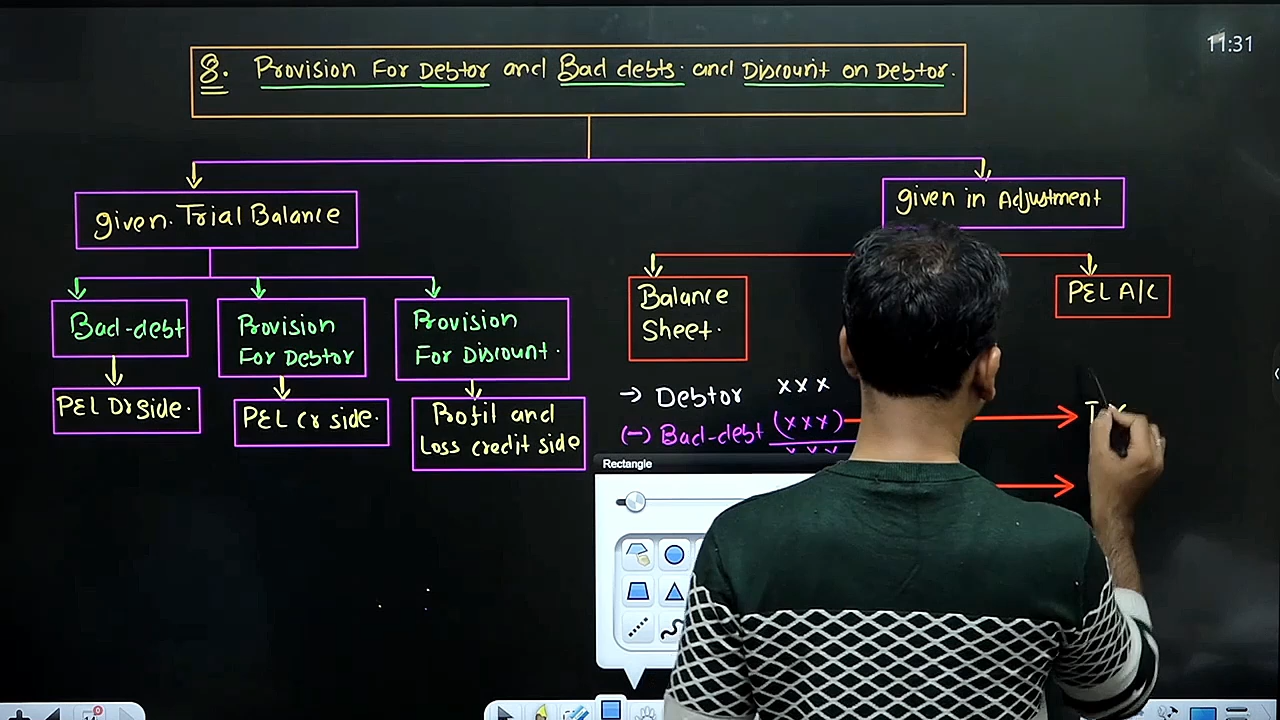 11:31
8. Provision For Debtor and Bad debts. and Discount on Debtor.
given. Trial Balance
given in Adjustment
Bad-debt
Provision
For Debtor
Provision
For Discount.
P&L Dr side.
P&L Cr side.
Profit and
Loss credit side
Balance
Sheet.
P&L A/c
→ Debtor xxx
(-) Bad-debt (xxx)
Rectangle